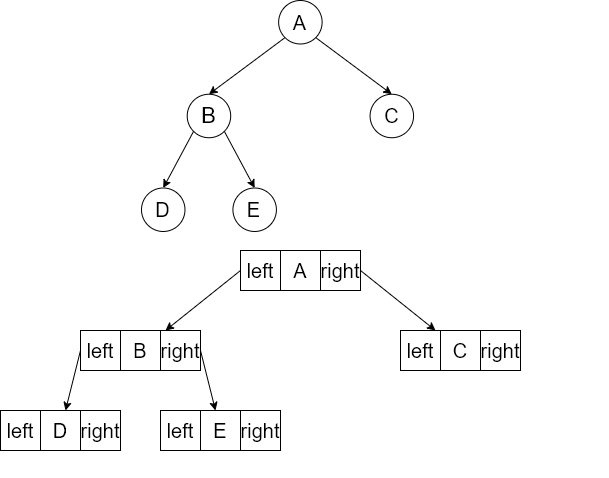 A
B
C
D
E
left A right
left B right
left C right
left D right
left E right